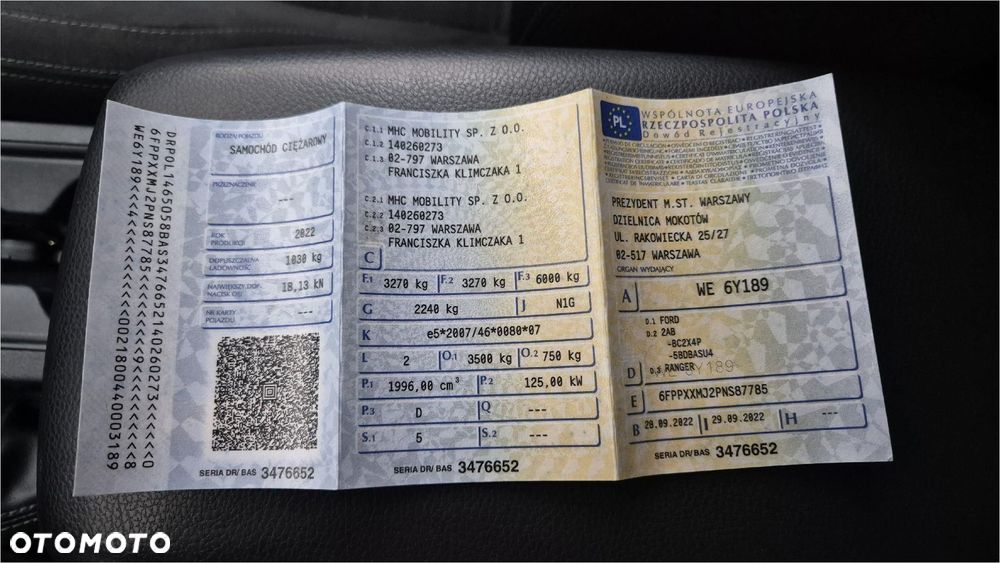 DRPOL1465058BAS3476652140260273<<<<<<0
6FPPXXMJ2PNS87785<<<<<<<<<9<<<<<<<<<<8
RODZAJ POJAZDU
SAMOCHÓD CIĘŻAROWY
PRZEZNACZENIE
---
ROK PRODUKCJI 2022
DOPUSZCZALNA ŁADOWNOŚĆ 1030 kg
NAJWIĘKSZY DOP. NACISK OSI 18,13 kN
NR KARTY POJAZDU ---
SERIA DR/ BAS 3476652
C.1.1 MHC MOBILITY SP. Z O.O.
C.1.2 140260273
C.1.3 02-797 WARSZAWA
FRANCISZKA KLIMCZAKA 1
C.2.1 MHC MOBILITY SP. Z O.O.
C.2.2 140260273
C.2.3 02-797 WARSZAWA
FRANCISZKA KLIMCZAKA 1
C
F.1 3270 kg F.2 3270 kg F.3 6000 kg
G 2240 kg J N1G
K e5*2007/46*0080*07
L 2 O.1 3500 kg O.2 750 kg
P.1 1996,00 cm³ P.2 125,00 kW
P.3 D Q ---
S.1 5 S.2 ---
SERIA DR/ BAS 3476652
PL
WSPÓLNOTA EUROPEJSKA
RZECZPOSPOLITA POLSKA
Dowód Rejestracyjny
PREZYDENT M.ST. WARSZAWY
DZIELNICA MOKOTÓW
UL. RAKOWIECKA 25/27
02-517 WARSZAWA
ORGAN WYDAJĄCY
A WE 6Y189
D.1 FORD
D.2 2AB
-BC2X4P
-5BDBASU4
D D.3 RANGER
E 6FPPXXMJ2PNS87785
B 20.09.2022 I 29.09.2022 H ---
SERIA DR/ BAS 3476652
OTOMOTO